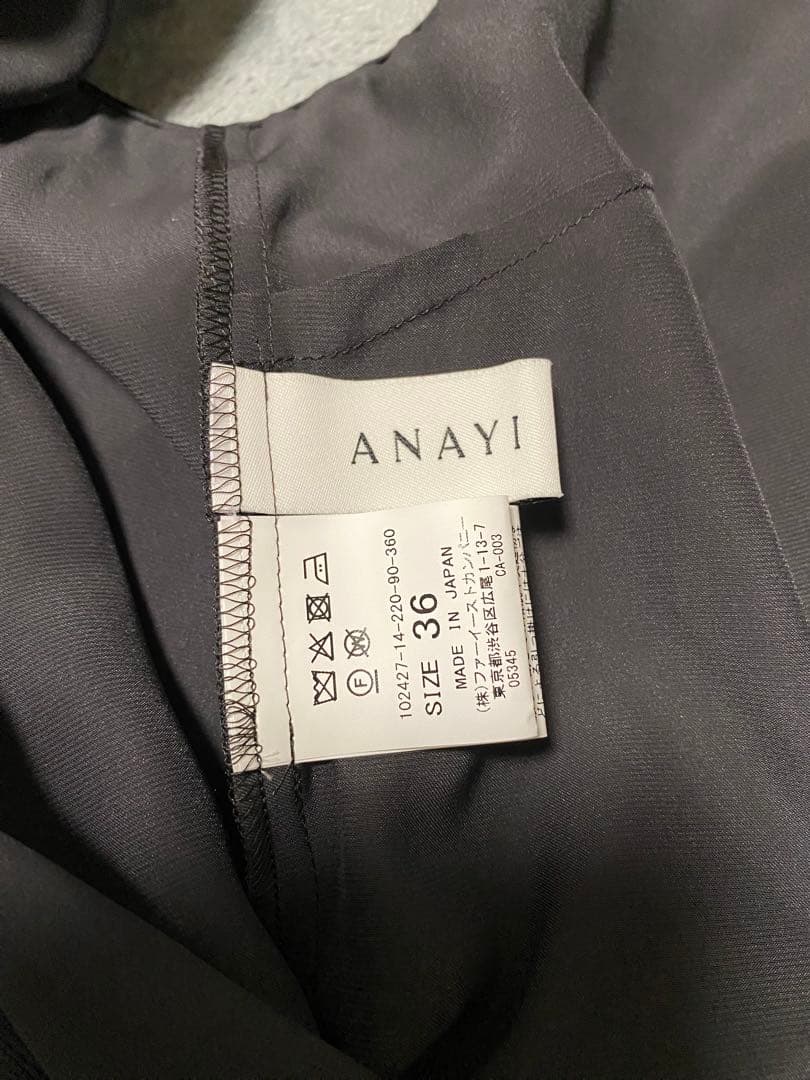 ANAYI
102427-14-220-90-360
SIZE 36
MADE IN JAPAN
(株)ファーイーストカンパニー
東京都渋谷区広尾1-13-7
05345 CA-003